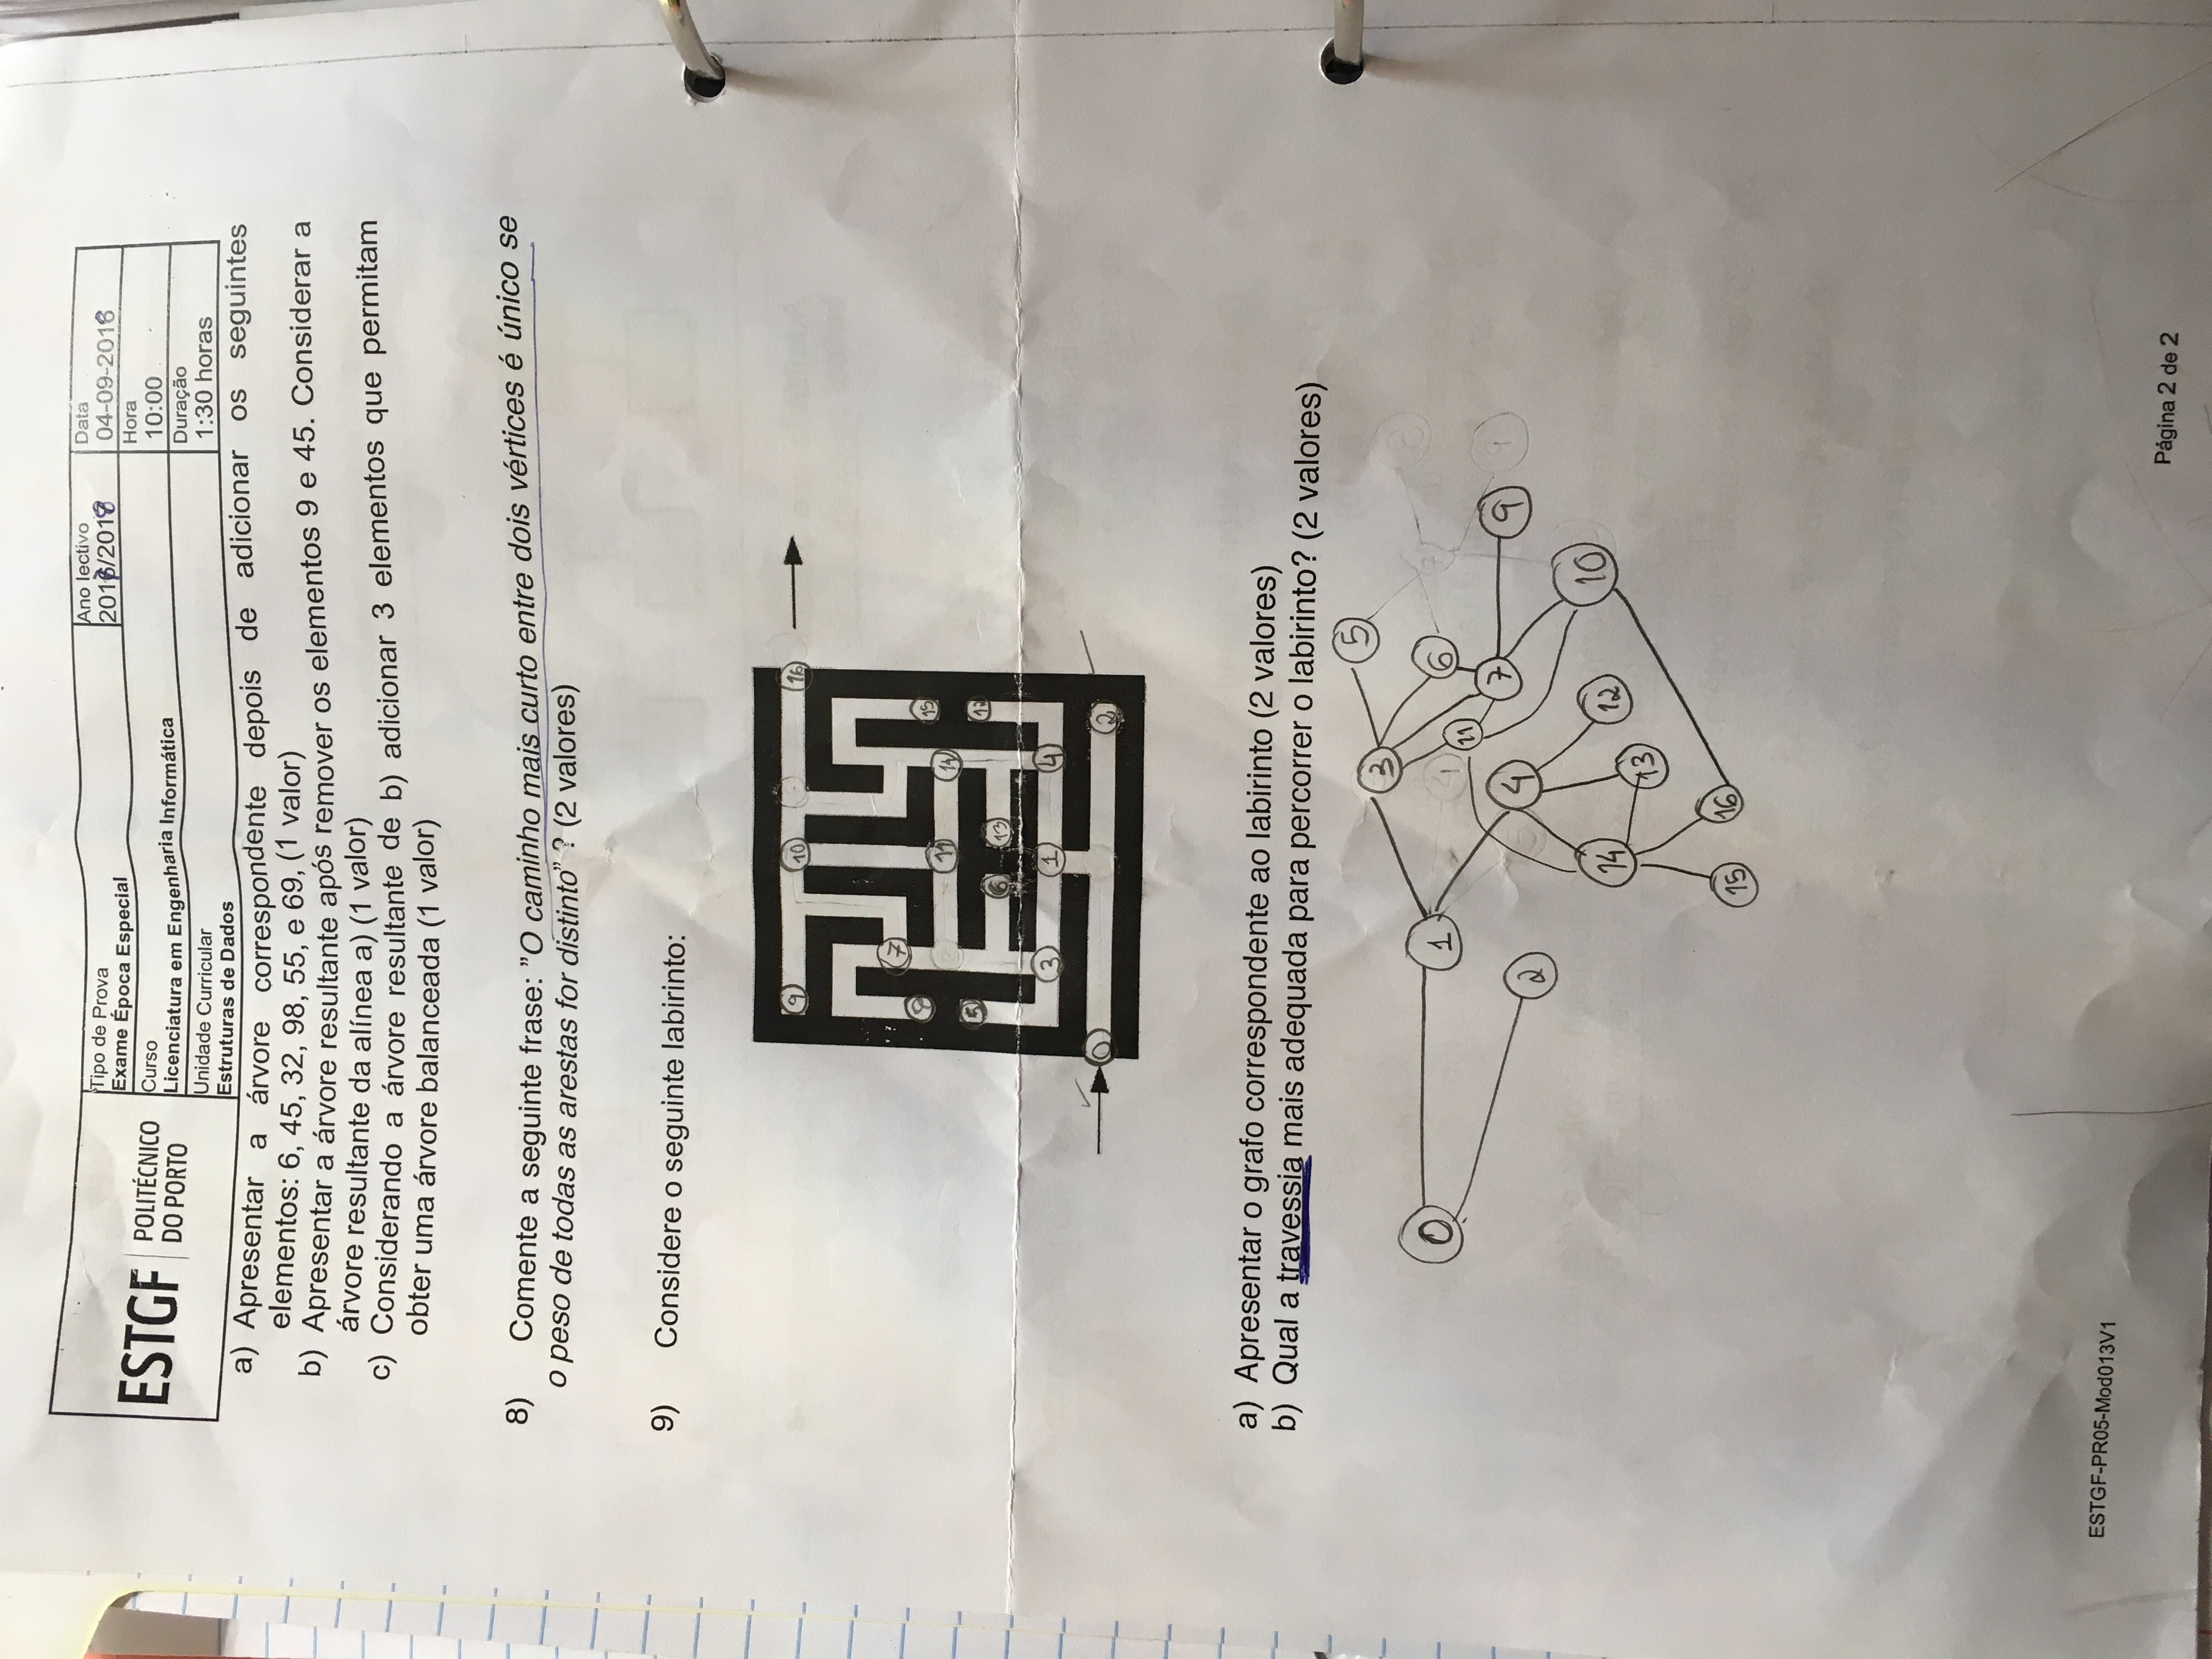 ESTGF
POLITÉCNICO
DO PORTO
Tipo de Prova
Exame Época Especial
Ano lectivo
2017/2018
Data
04-09-2018
Curso
Licenciatura em Engenharia Informática
Hora
10:00
Unidade Curricular
Estruturas de Dados
Duração
1:30 horas
a) Apresentar a árvore correspondente depois de adicionar os seguintes
elementos: 6, 45, 32, 98, 55, e 69, (1 valor)
b) Apresentar a árvore resultante após remover os elementos 9 e 45. Considerar a
árvore resultante da alínea a) (1 valor)
c) Considerando a árvore resultante de b) adicionar 3 elementos que permitam
obter uma árvore balanceada (1 valor)
8) Comente a seguinte frase: ”O caminho mais curto entre dois vértices é único se
o peso de todas as arestas for distinto” ? (2 valores)
9) Considere o seguinte labirinto:
9 10 16
7
8 15
11 14
5 12
6 13
3 1 4
0 2
a) Apresentar o grafo correspondente ao labirinto (2 valores)
b) Qual a travessia mais adequada para percorrer o labirinto? (2 valores)
3 5
0 1 6
11
7 9
4
2
10
14 12
13
15 16
ESTGF-PR05-Mod013V1
Página 2 de 2